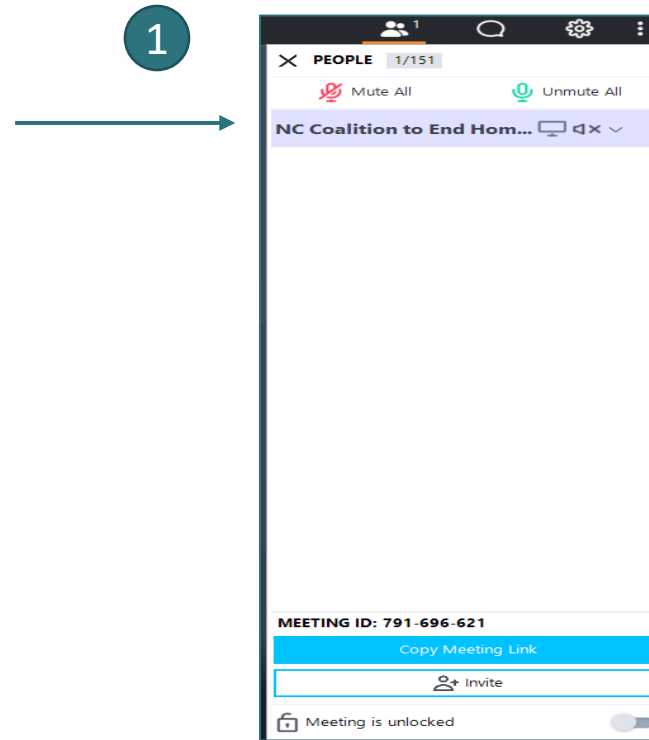 1
1
PEOPLE 1/151
Mute All Unmute All
NC Coalition to End Hom...
MEETING ID: 791-696-621
Copy Meeting Link
Invite
Meeting is unlocked